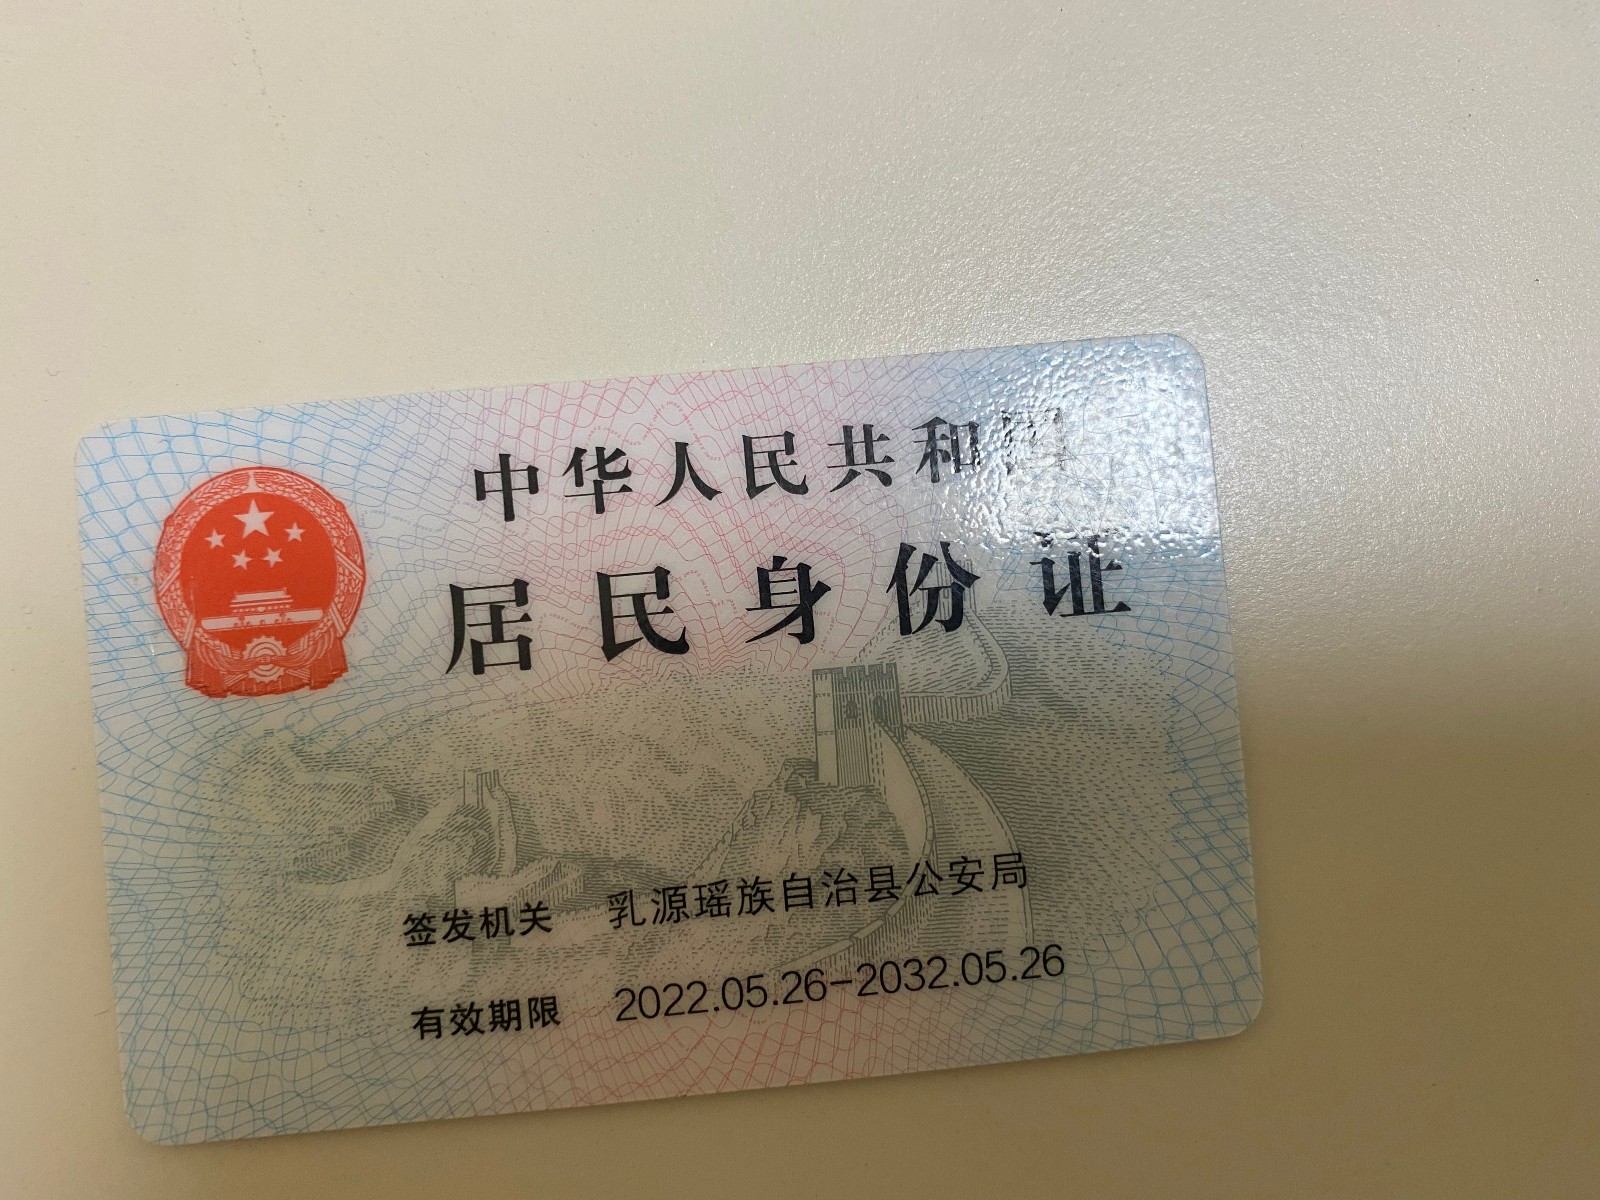 中华人民共和国
居民身份证
签发机关 乳源瑶族自治县公安局
有效期限 2022.05.26-2032.05.26